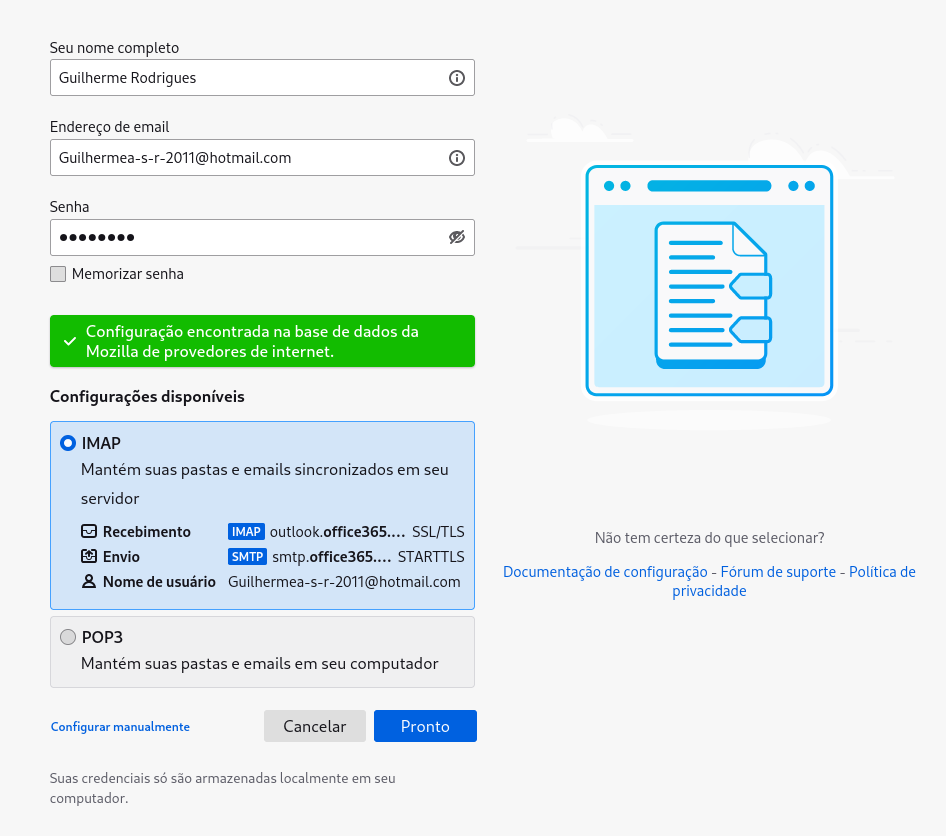 Seu nome completo
Guilherme Rodrigues
Endereço de email
Guilhermea-s-r-2011@hotmail.com
Senha
●●●●●●●●
Memorizar senha
Configuração encontrada na base de dados da
Mozilla de provedores de internet.
Configurações disponíveis
IMAP
Mantém suas pastas e emails sincronizados em seu
servidor
Recebimento IMAP outlook.office365.... SSL/TLS
Envio SMTP smtp.office365.... STARTTLS
Nome de usuário Guilhermea-s-r-2011@hotmail.com
POP3
Mantém suas pastas e emails em seu computador
Configurar manualmente Cancelar Pronto
Suas credenciais só são armazenadas localmente em seu
computador.
Não tem certeza do que selecionar?
Documentação de configuração - Fórum de suporte - Política de
privacidade